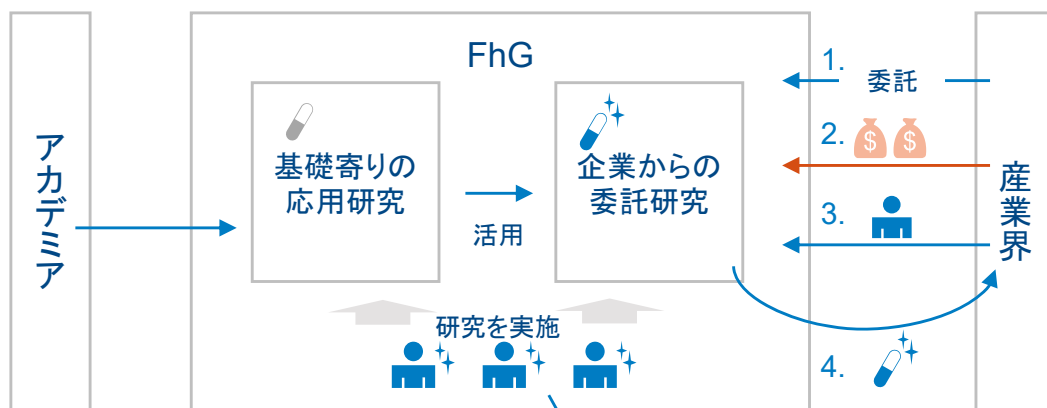 アカデミア
FhG
基礎寄りの
応用研究
活用
企業からの
委託研究
研究を実施
1.
委託
2.
$ $
3.
4.
産業界